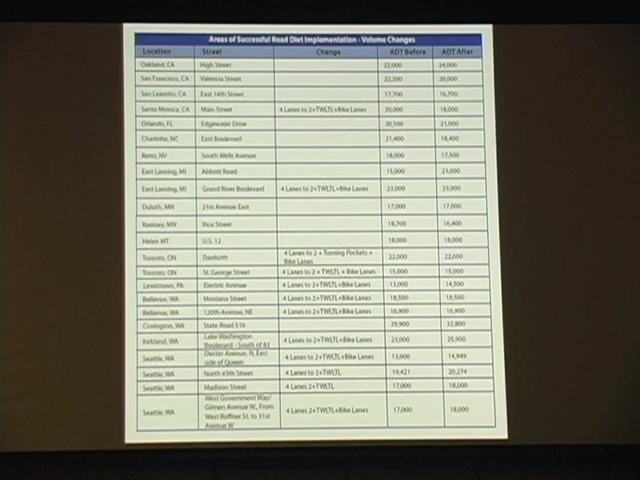 Areas of Successful Road Diet Implementation - Volume Changes
Location Street Change ADT Before ADT After
Oakland, CA High Street 22,000 24,000
San Francisco, CA Valencia Street 22,200 20,000
San Leandro, CA East 14th Street 17,700 16,700
Santa Monica, CA Main Street 4 Lanes to 2+TWLTL+Bike Lanes 20,000 18,000
Orlando, FL Edgewater Drive 20,500 21,000
Charlotte, NC East Boulevard 21,400 18,400
Reno, NV South Wells Avenue 18,000 17,500
East Lansing, MI Abbott Road 15,000 21,000
East Lansing, MI Grand River Boulevard 4 Lanes to 2+TWLTL+Bike Lanes 23,000 23,000
Duluth, MN 21st Avenue East 17,000 17,000
Ramsey, MN Rice Street 18,700 16,400
Helen MT U.S. 12 18,000 18,000
Toronto, ON Danforth 4 Lanes to 2 + Turning Pockets +
Bike Lanes 22,000 22,000
Toronto, ON St. George Street 4 Lanes to 2 + TWLTL + Bike Lanes 15,000 15,000
Lewistown, PA Electric Avenue 4 Lanes to 2+TWLTL+Bike Lanes 13,000 14,500
Bellevue, WA Montana Street 4 Lanes to 2+TWLTL+Bike Lanes 18,500 18,500
Bellevue, WA 120th Avenue, NE 4 Lanes to 2+TWLTL+Bike Lanes 16,900 16,900
Covington, WA State Road 516 29,900 32,800
Kirkland, WA Lake Washington
Boulevard - South of 83 4 Lanes to 2+TWLTL+Bike Lanes 23,000 25,900
Seattle, WA Dexter Avenue, N, East
side of Queen 4 Lanes to 2+TWLTL+Bike Lanes 13,606 14,949
Seattle, WA North 45th Street 4 Lanes to 2+TWLTL 19,421 20,274
Seattle, WA Madison Street 4 Lanes 2+TWLTL 17,000 18,000
Seattle, WA West Government Way/
Gilmen Avenue W., From
West Ruffner St. to 31st
Avenue W 4 Lanes 2+TWLTL+Bike Lanes 17,000 18,000